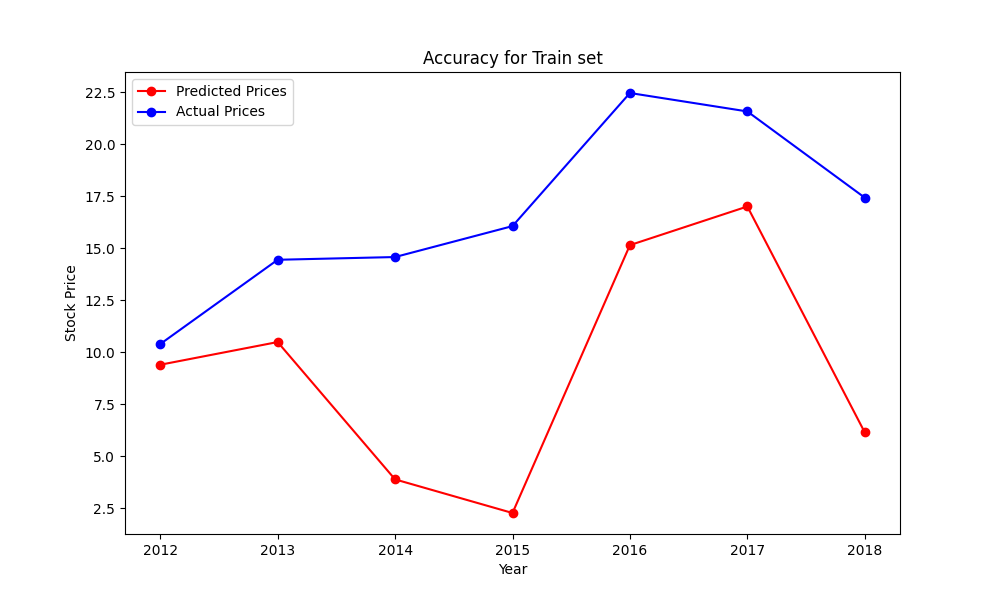 Accuracy for Train set
Predicted Prices
Actual Prices
22.5
20.0
17.5
15.0
12.5
10.0
7.5
5.0
2.5
Stock Price
2012 2013 2014 2015 2016 2017 2018
Year